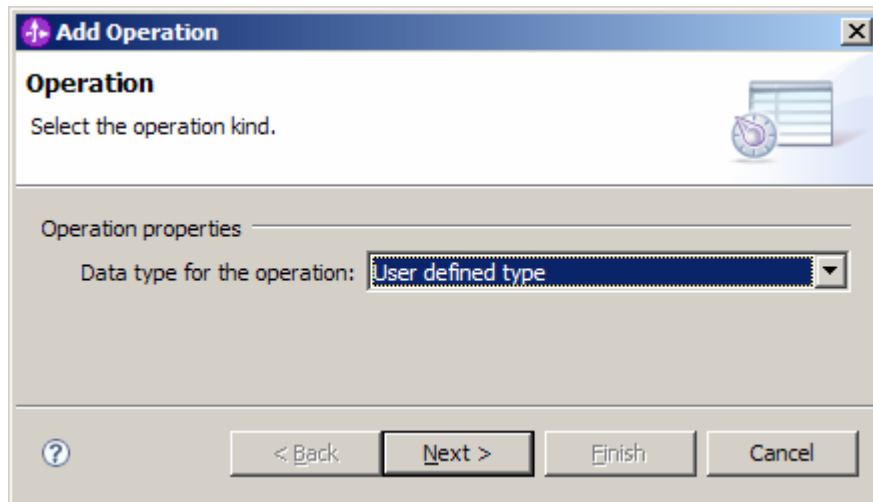 Add Operation
Operation
Select the operation kind.
Operation properties
Data type for the operation: User defined type
? < Back Next > Finish Cancel